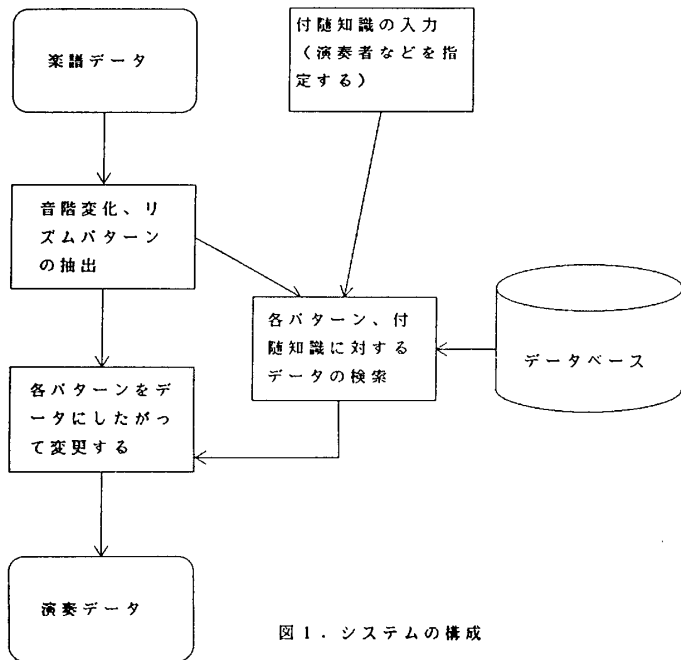 楽譜データ
付随知識の入力
（演奏者などを指
定する）
音階変化、リ
ズムパターン
の抽出
各パターン、付
随知識に対する
データの検索
データベース
各パターンをデ
ータにしたがっ
て変更する
演奏データ
図１．システムの構成